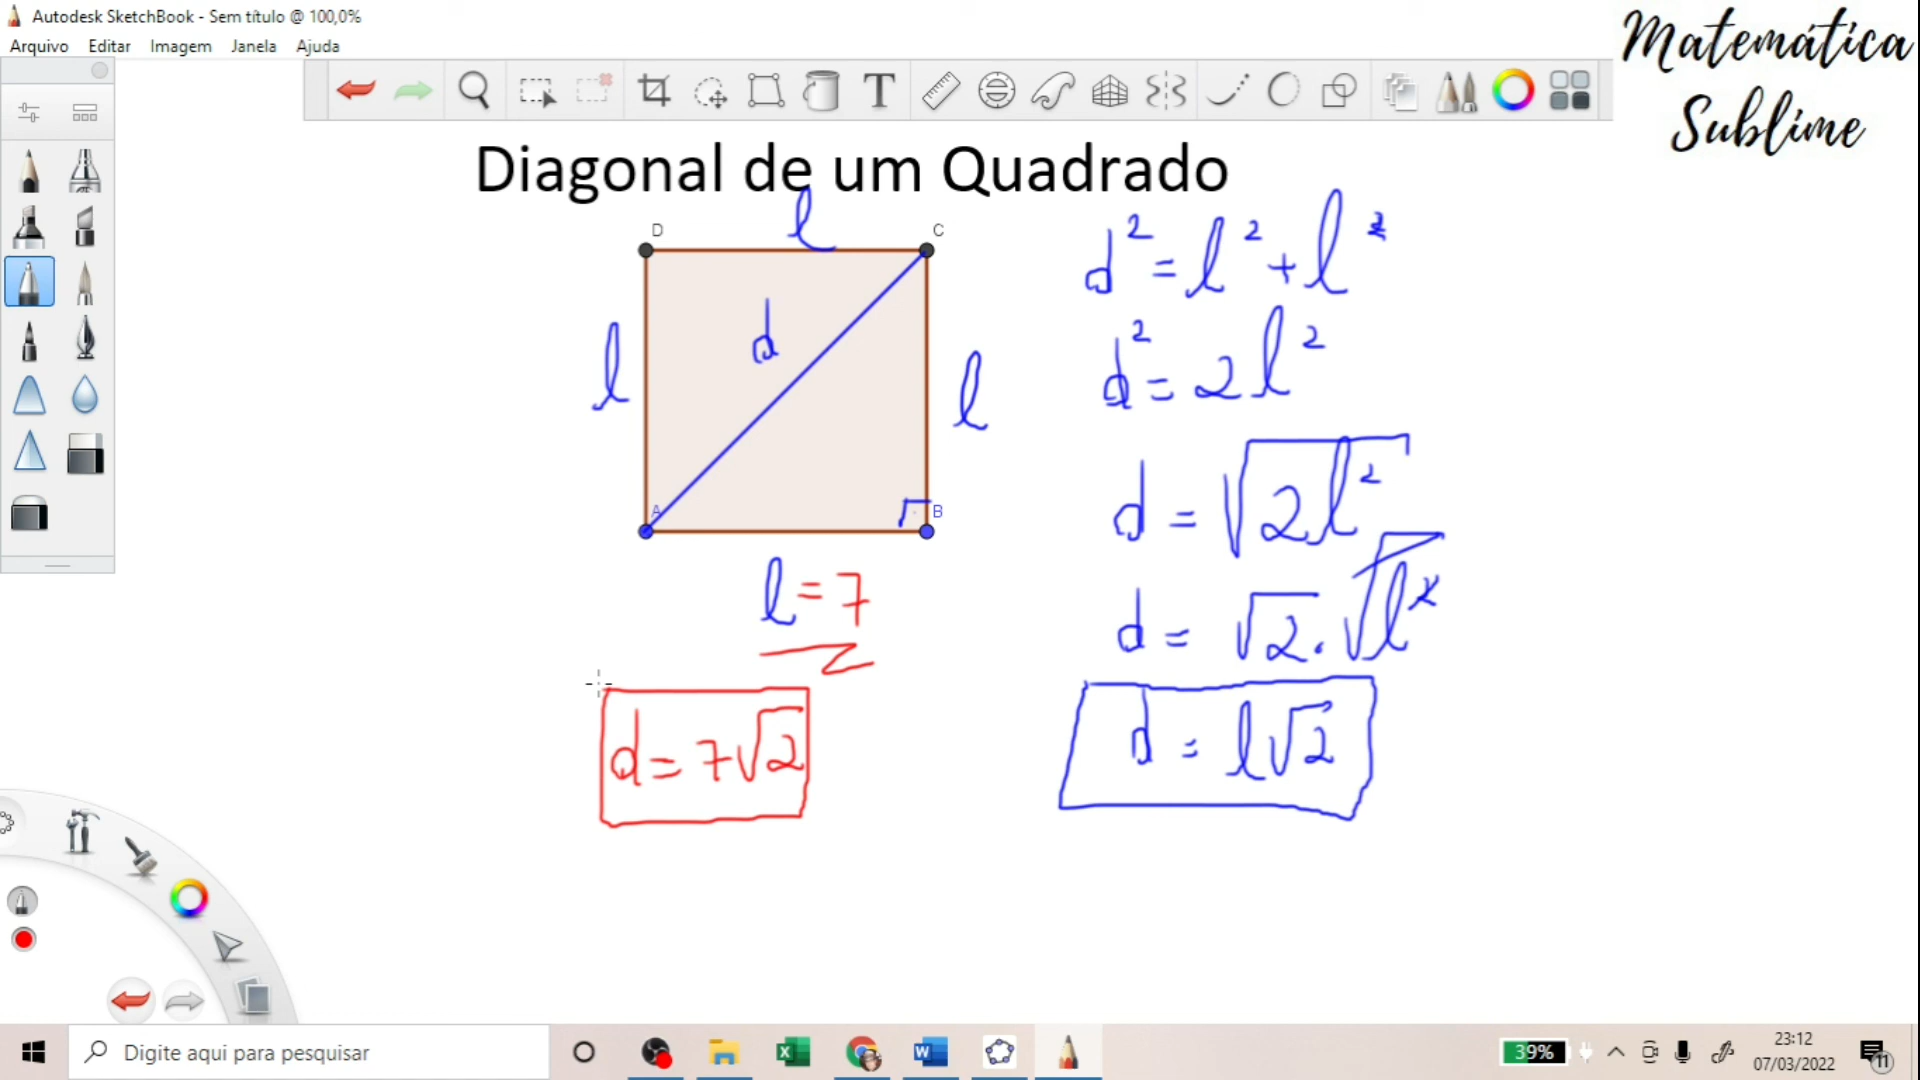 Autodesk SketchBook - Sem título @ 100,0%
Arquivo Editar Imagem Janela Ajuda
Matemática
Sublime
T
Diagonal de um Quadrado
D
l
C
d² = l² + l²
l
d
l
d² = 2l²
A
B
d = √2l²
l = 7
d = √2 . √l²
d = 7√2
d = l√2
Digite aqui para pesquisar
39%
23:12
07/03/2022
11